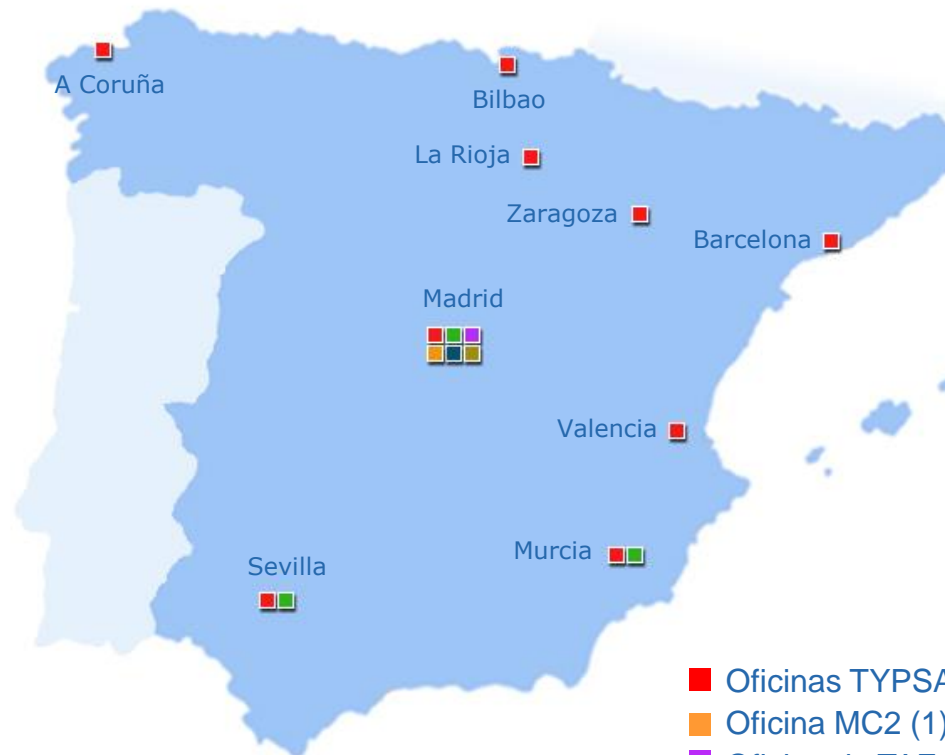 A Coruña
Bilbao
La Rioja
Zaragoza
Barcelona
Madrid
Valencia
Murcia
Sevilla
Oficinas TYPSA
Oficina MC2 (1)